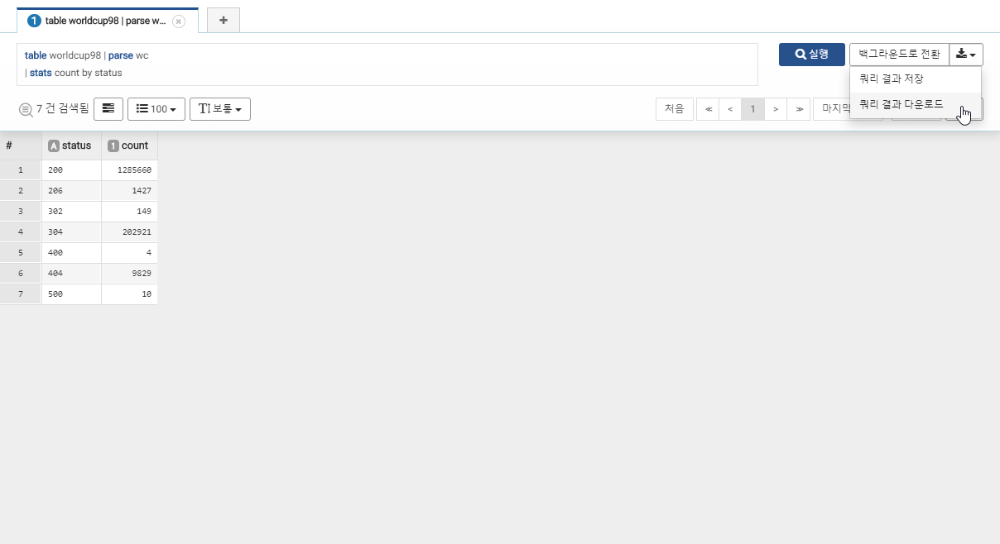 1 table worldcup98 | parse w...
table worldcup98 | parse wc
| stats count by status
실행
백그라운드로 전환
쿼리 결과 저장
쿼리 결과 다운로드
7 건 검색됨
100
보통
처음 ≪ < 1 > ≫ 마지막
# A status 1 count
1 200 1285660
2 206 1427
3 302 149
4 304 202921
5 400 4
6 404 9829
7 500 10